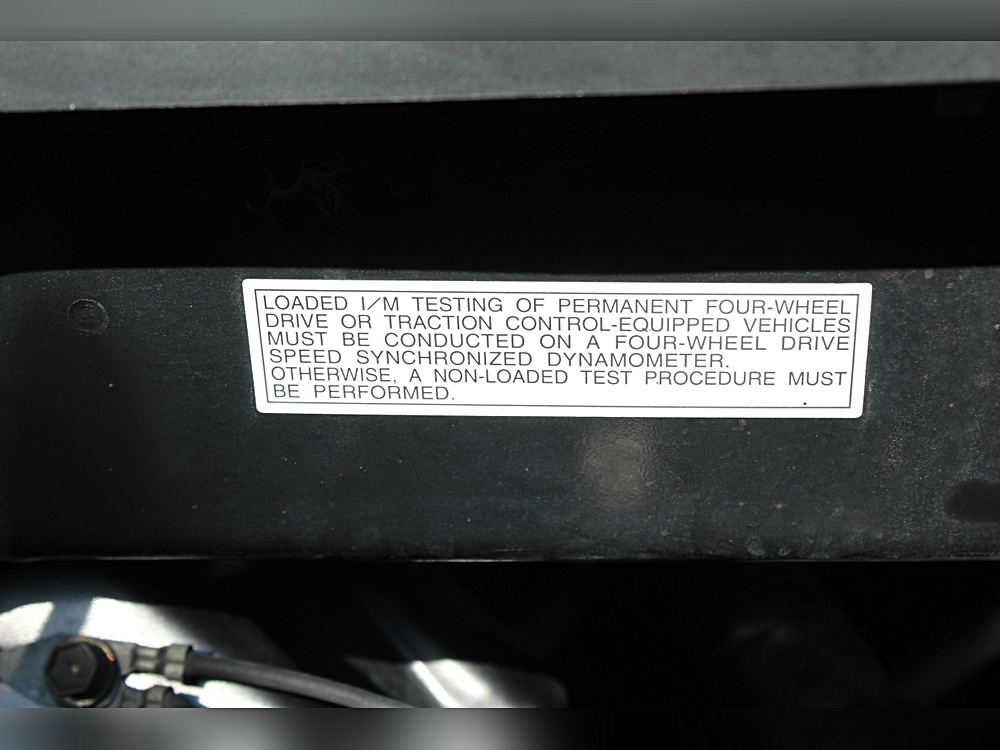 LOADED I/M TESTING OF PERMANENT FOUR-WHEEL
DRIVE OR TRACTION CONTROL-EQUIPPED VEHICLES
MUST BE CONDUCTED ON A FOUR-WHEEL DRIVE
SPEED SYNCHRONIZED DYNAMOMETER.
OTHERWISE, A NON-LOADED TEST PROCEDURE MUST
BE PERFORMED.